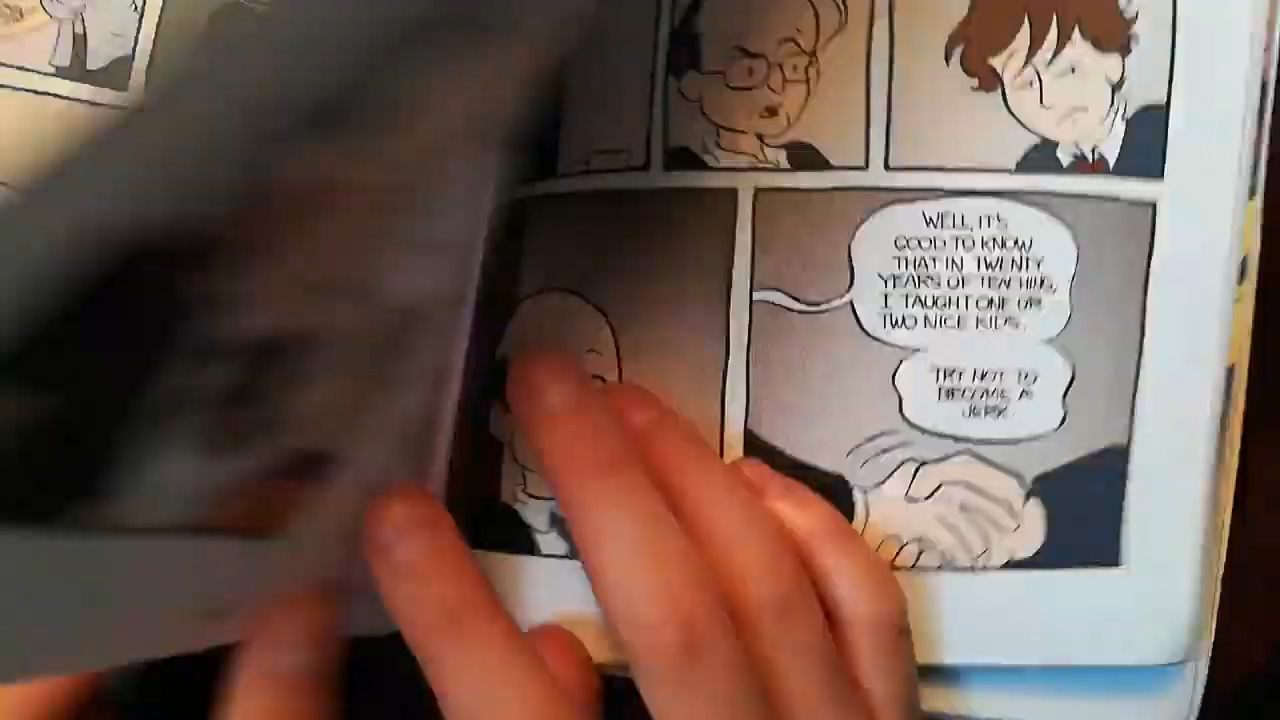 WELL, IT'S
GOOD TO KNOW
THAT IN TWENTY
YEARS OF TEACHING,
I TAUGHT ONE OR
TWO NICE KIDS.
TRY NOT TO
BECOME A
JERK.